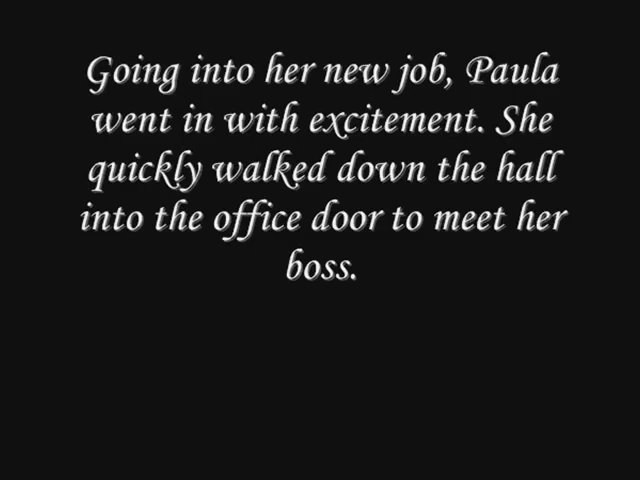 Going into her new job, Paula
went in with excitement. She
quickly walked down the hall
into the office door to meet her
boss.